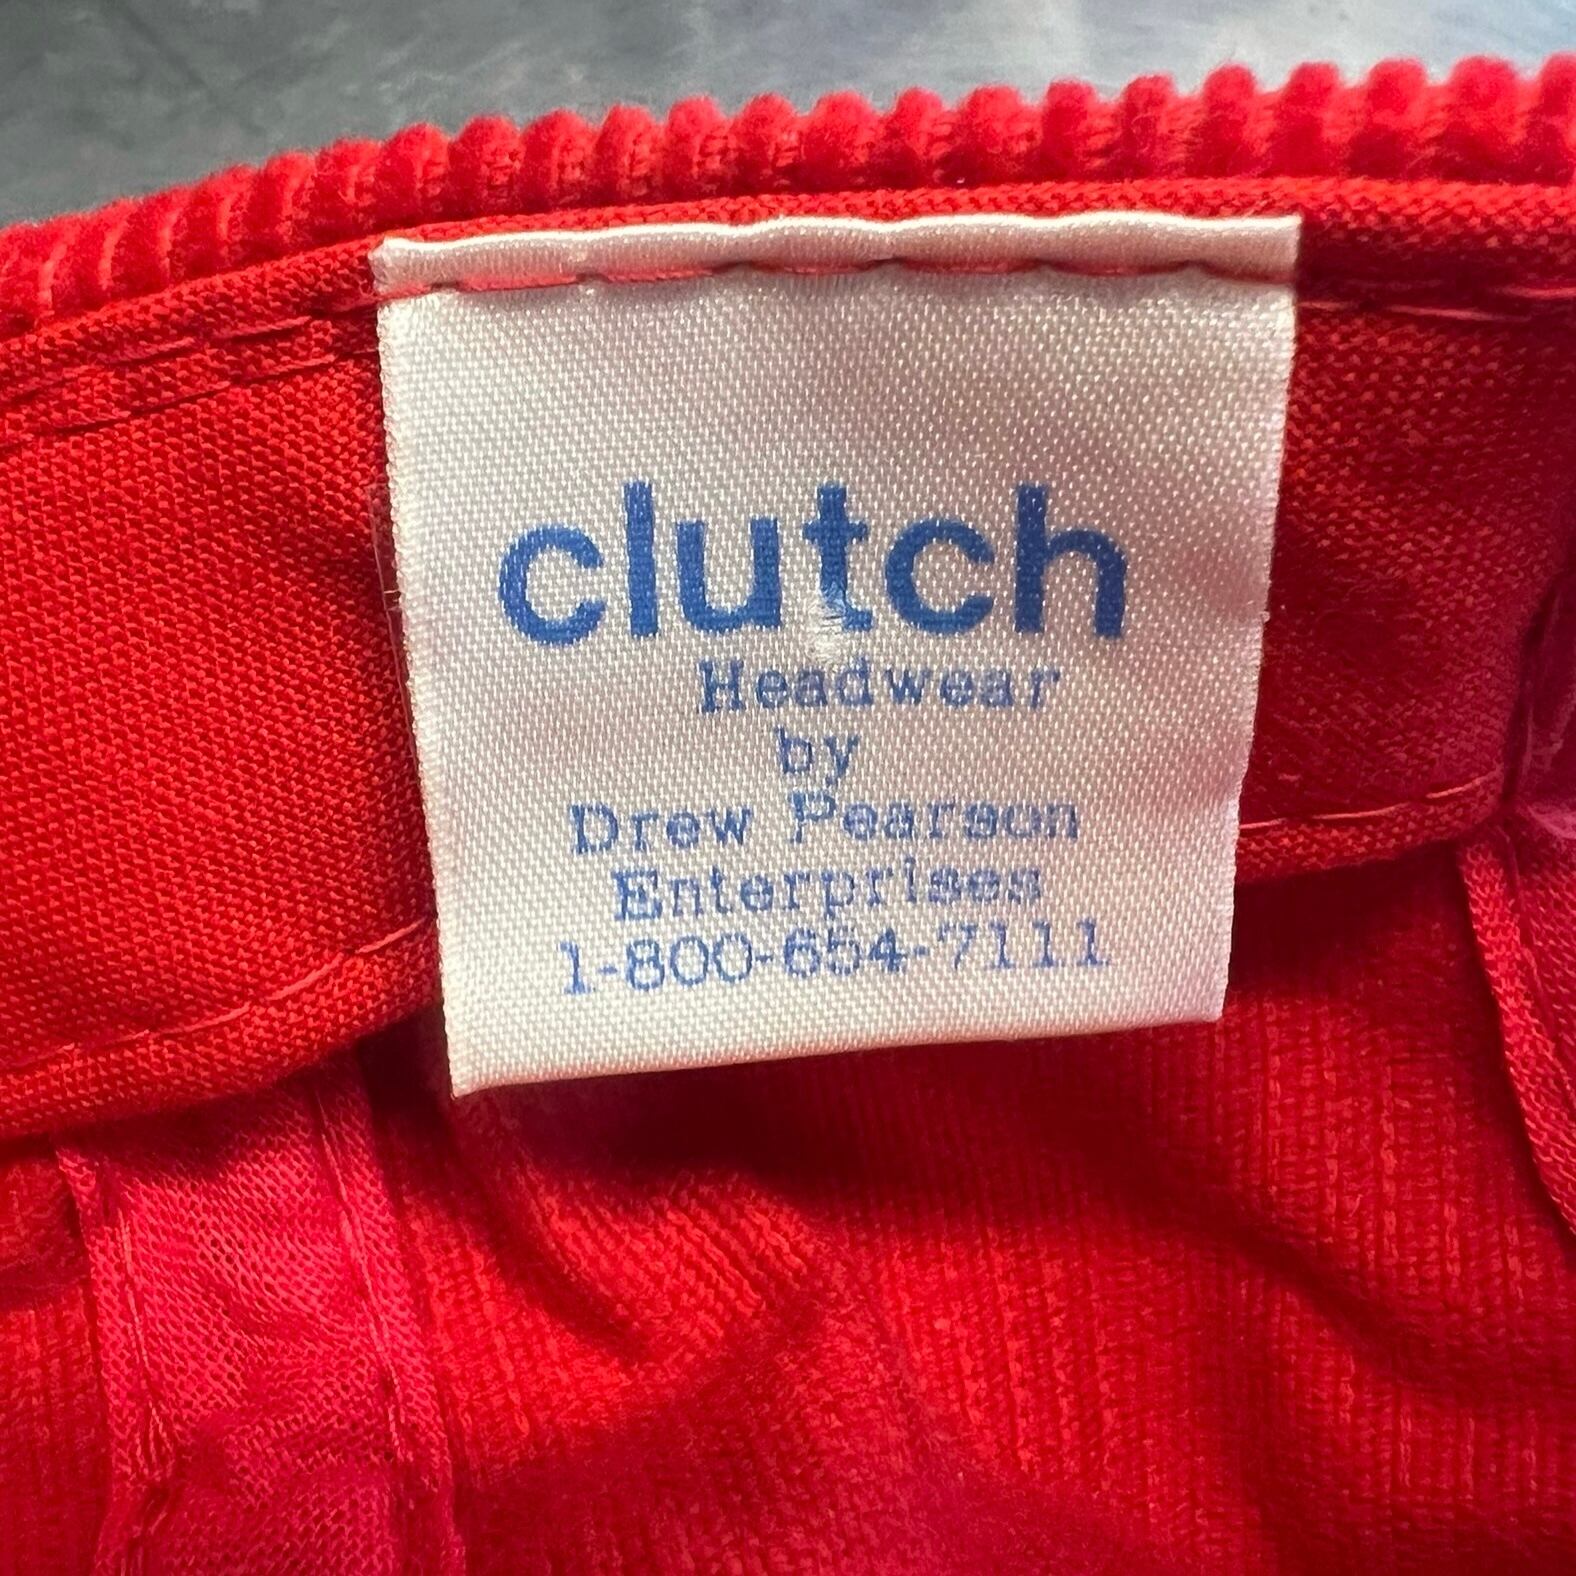 clutch
Headwear
by
Drew Pearson
Enterprises
1-800-654-7111